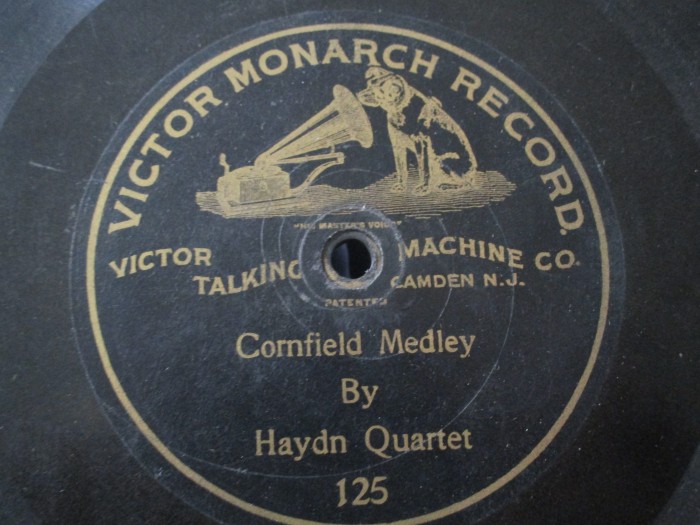 VICTOR MONARCH RECORD.
"HIS MASTER'S VOICE"
VICTOR TALKING MACHINE CO.
CAMDEN N.J.
PATENTED
Cornfield Medley
By
Haydn Quartet
125